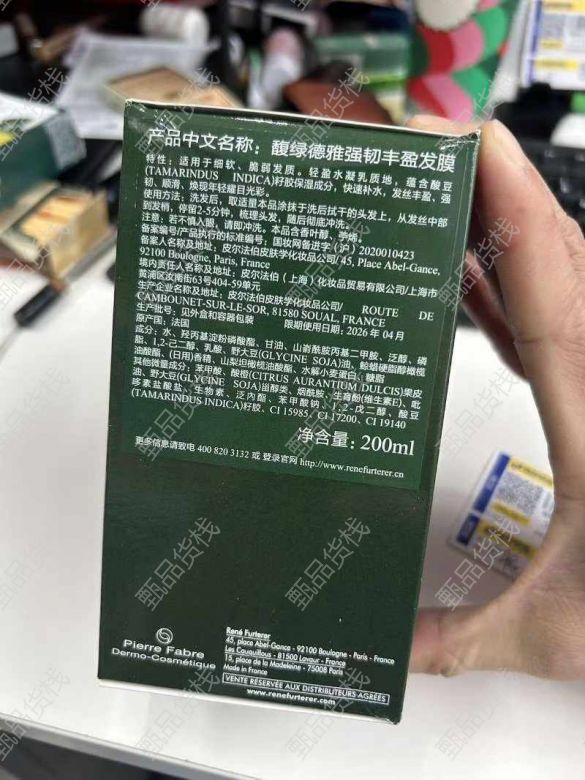 产品中文名称：馥绿德雅强韧丰盈发膜
特性：适用于细软、脆弱发质。轻盈水凝乳质地，蕴含酸豆
(TAMARINDUS INDICA)籽胶保湿成分，快速补水，发丝丰盈、强
韧、顺滑，焕现年轻耀目光彩。
使用方法：洗发后，取适量本品涂抹于洗后拭干的头发上，从发丝中部
到发梢，停留2-5分钟，梳理头发，随后彻底冲洗。
注意：若不慎入眼，请即冲洗。本品含香叶醇、
备案编号/产品执行的标准编号：国妆网备进字(沪) 2020010423
备案人名称及地址：皮尔法伯皮肤学化妆品公司/ 45, Place Abel-Gance,
92100 Boulogne, Paris, France
境内责任人名称及地址：皮尔法伯（上海）化妆品贸易有限公司/上海市
黄浦区汝南街63号404-59单元
生产企业名称及地址：皮尔法伯皮肤学化妆品公司/ ROUTE DE
CAMBOUNET-SUR-LE-SOR, 81580 SOUAL, FRANCE
批号：见外盒和容器包装 限期使用日期：2026 年 04月
原产国：法国
成分：水、羟丙基淀粉磷酸酯、甘油、山嵛酰胺丙基二甲胺、泛醇、磷
脂、1,2-己二醇、乳酸、野大豆(GLYCINE SOJA)油、鲸蜡硬脂醇橄榄
油酸酯、(日用)香精、山梨坦橄榄油酸酯、水解小麦蛋白、糖脂
其他微量成分：苯甲酸、酸橙(CITRUS AURANTIUM DULCIS)果皮
油、野大豆(GLYCINE SOJA)甾醇类、烟酰胺、生育酚(维生素E)、吡
哆素盐酸盐、生物素、泛内酯、苯甲酸钠、1,2-戊二醇、酸豆
(TAMARINDUS INDICA)籽胶、CI 15985、CI 17200、CI 19140
净含量：200ml
更多信息请致电 400 820 3132 或 登录官网 http://www.renefurterer.cn
Pierre Fabre
Dermo-Cosmétique
René Furterer
45, place Abel-Gance - 92100 Boulogne - Paris - France
Les Cauquillous - 81500 Lavaur - France
15, place de la Madeleine - 75008 Paris
Made in France
VENTE RÉSERVÉE AUX DISTRIBUTEURS AGRÉÉS
www.renefurterer.com
甄品货栈